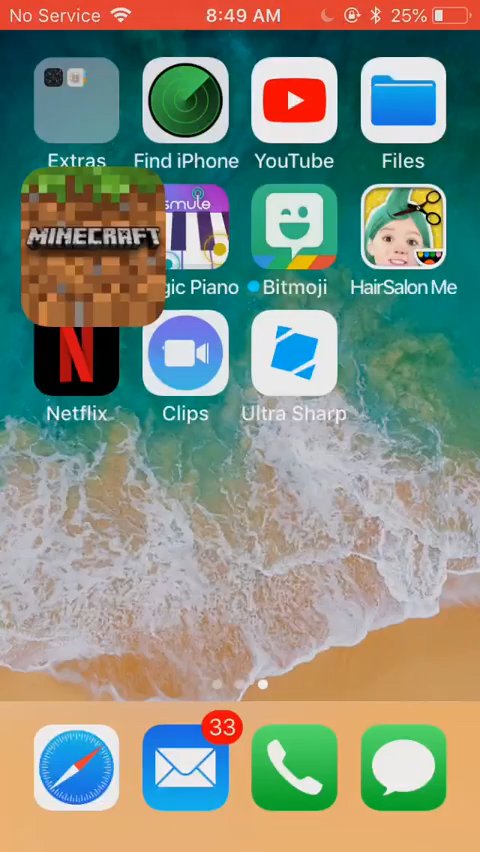 No Service 8:49 AM 25%
Extras Find iPhone YouTube Files
MINECRAFT smule
gic Piano Bitmoji HairSalon Me
N
Netflix Clips Ultra Sharp
33